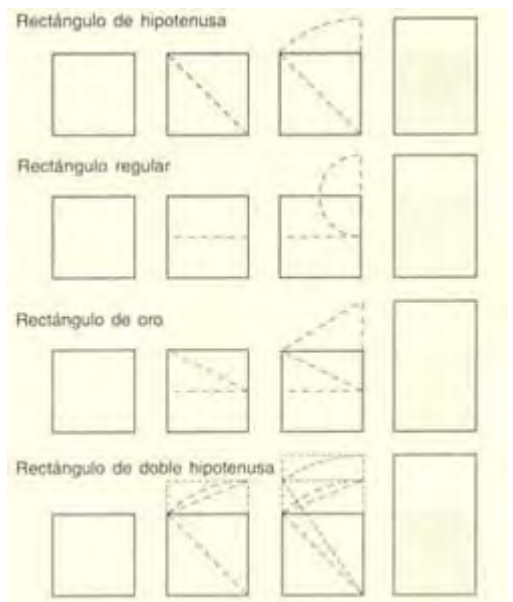 Rectángulo de hipotenusa
Rectángulo regular
Rectángulo de oro
Rectángulo de doble hipotenusa